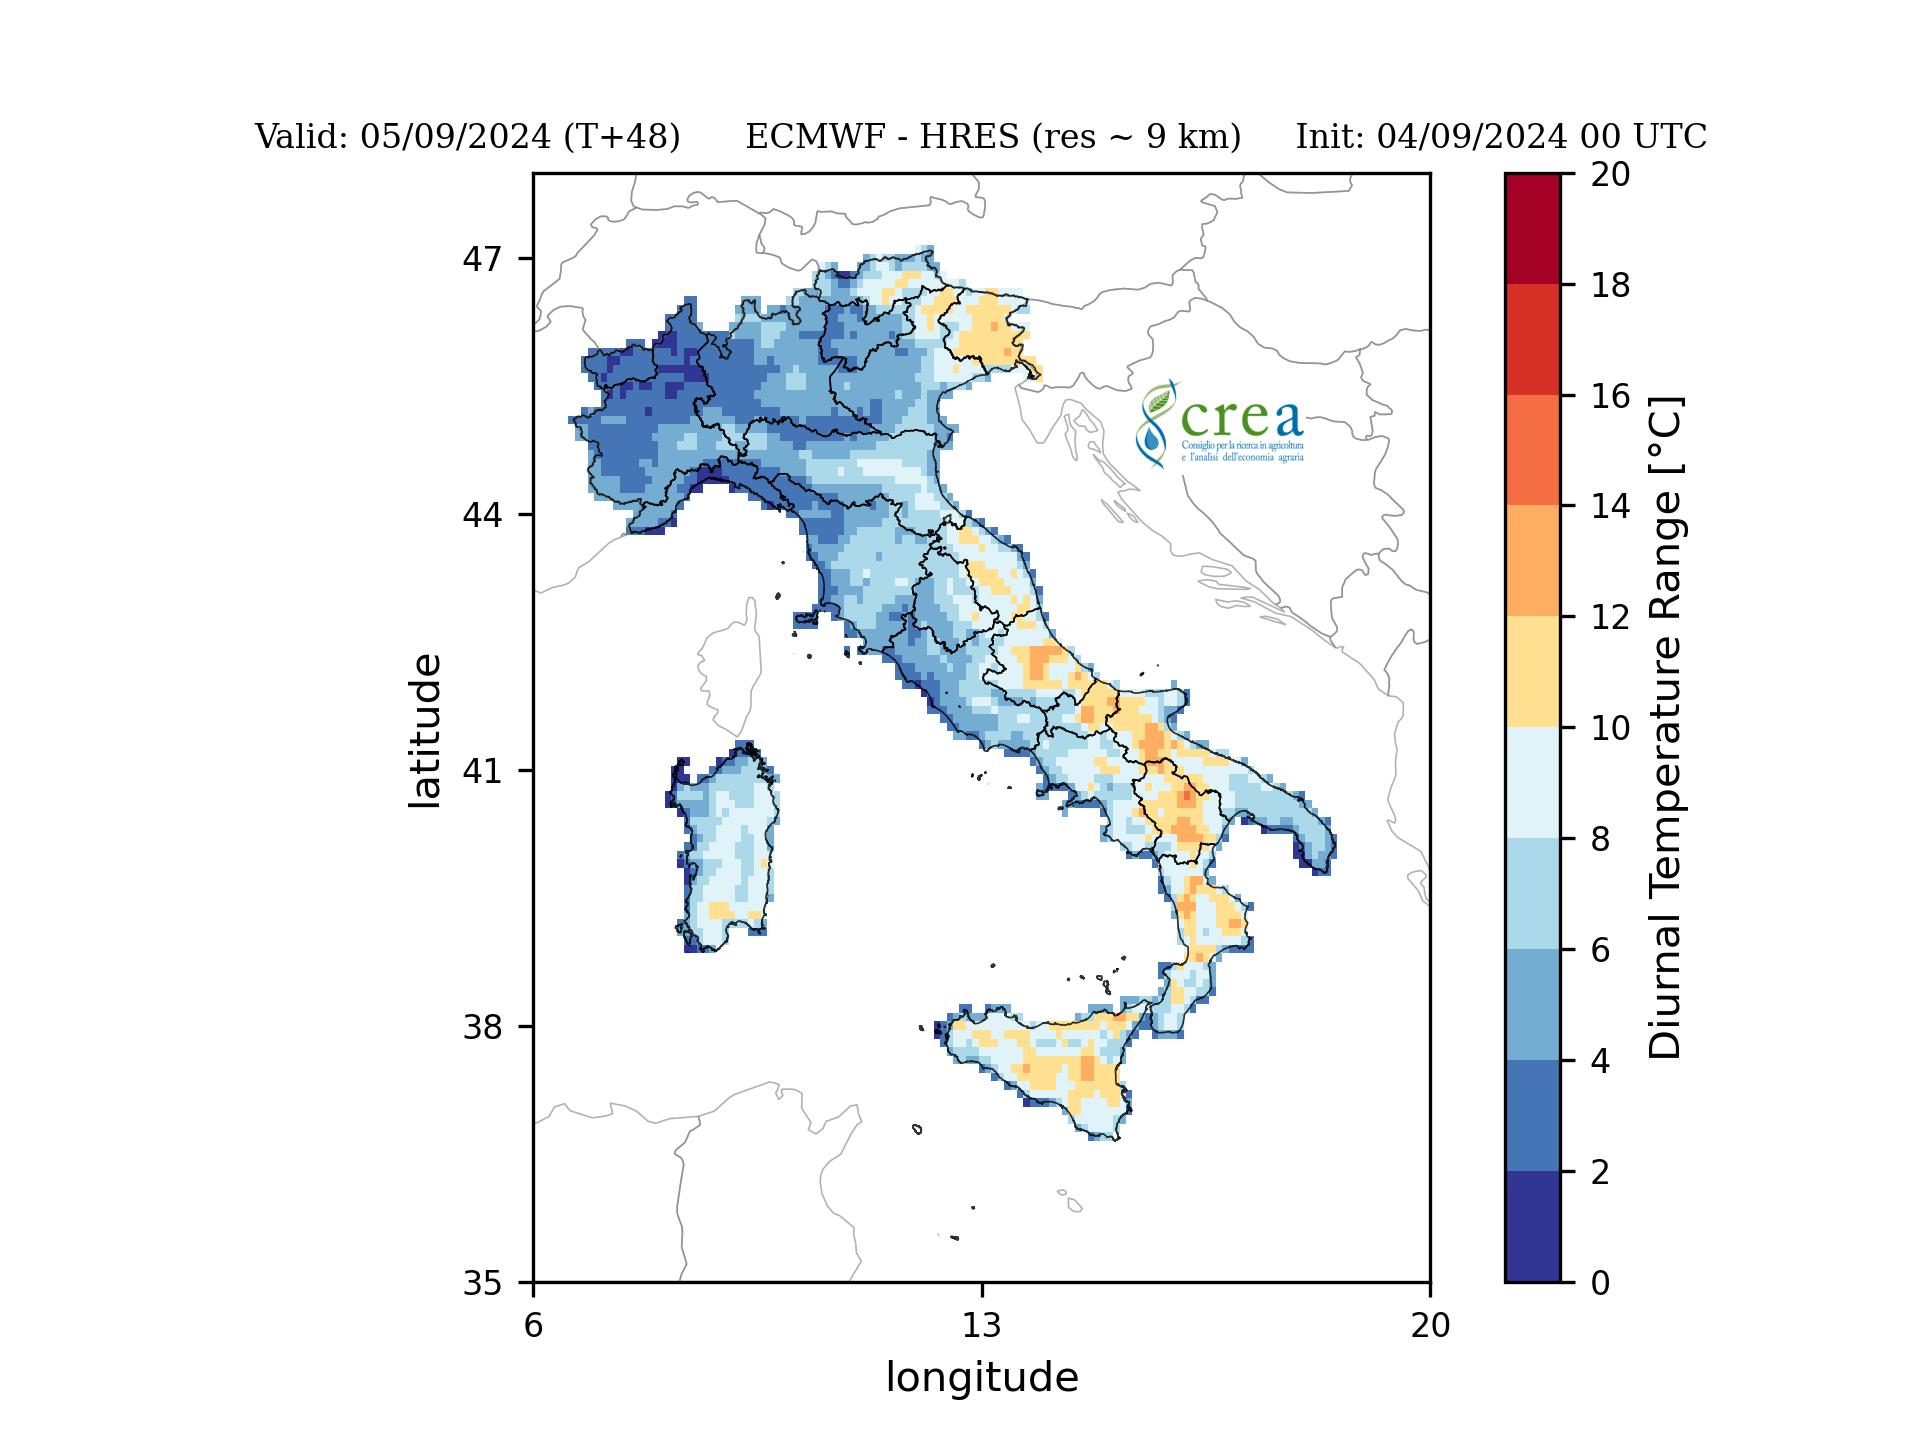 Valid: 05/09/2024 (T+48) ECMWF - HRES (res ~ 9 km) Init: 04/09/2024 00 UTC
47
44
41
38
35
latitude
6
13
20
longitude
crea
Consiglio per la ricerca in agricoltura
e l'analisi dell'economia agraria
20
18
16
14
12
10
8
6
4
2
0
Diurnal Temperature Range [°C]